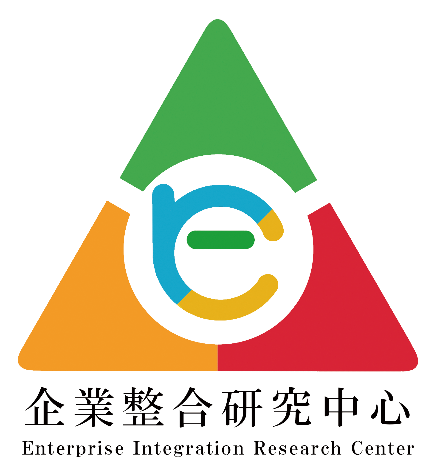 企業整合研究中心
Enterprise Integration Research Center